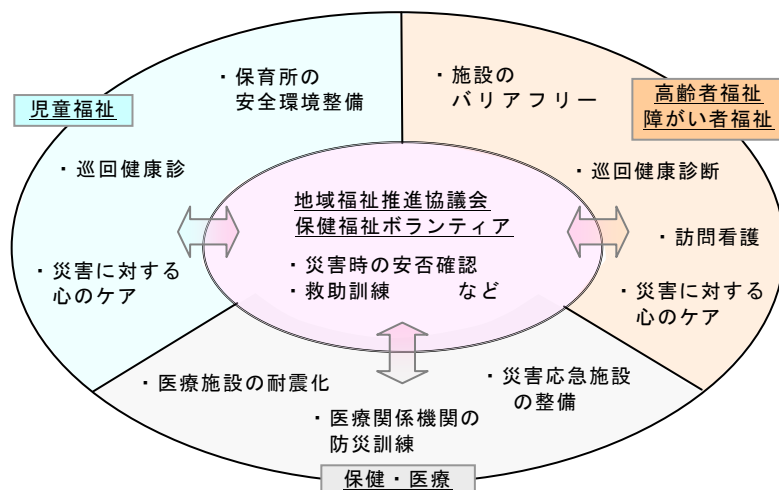 児童福祉
・保育所の
安全環境整備
・巡回健康診
・災害に対する
心のケア
高齢者福祉
障がい者福祉
・施設の
バリアフリー
・巡回健康診断
・訪問看護
・災害に対する
心のケア
地域福祉推進協議会
保健福祉ボランティア
・災害時の安否確認
・救助訓練　　など
・医療施設の耐震化
・医療関係機関の
防災訓練
・災害応急施設
の整備
保健・医療